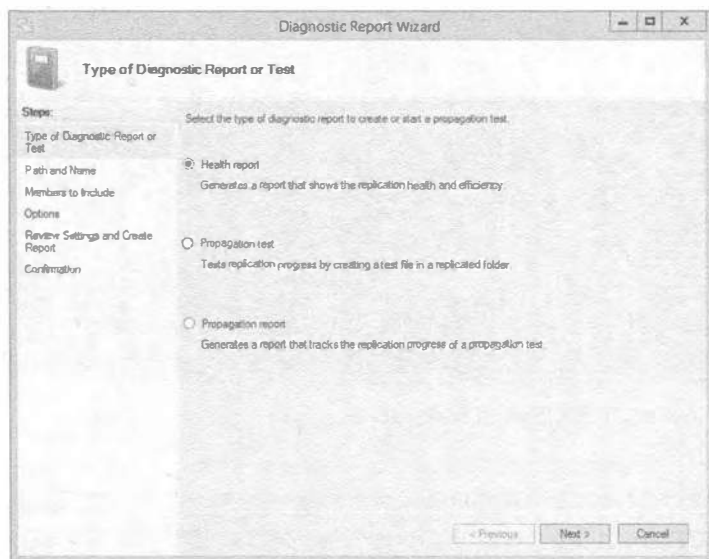 Diagnostic Report Wizard
Type of Diagnostic Report or Test
Steps:
Type of Diagnostic Report or
Test
Path and Name
Members to Include
Options
Review Settings and Create
Report
Confirmation
Select the type of diagnostic report to create or start a propagation test.
Health report
Generates a report that shows the replication health and efficiency.
Propagation test
Tests replication progress by creating a test file in a replicated folder.
Propagation report
Generates a report that tracks the replication progress of a propagation test.
< Previous
Next >
Cancel